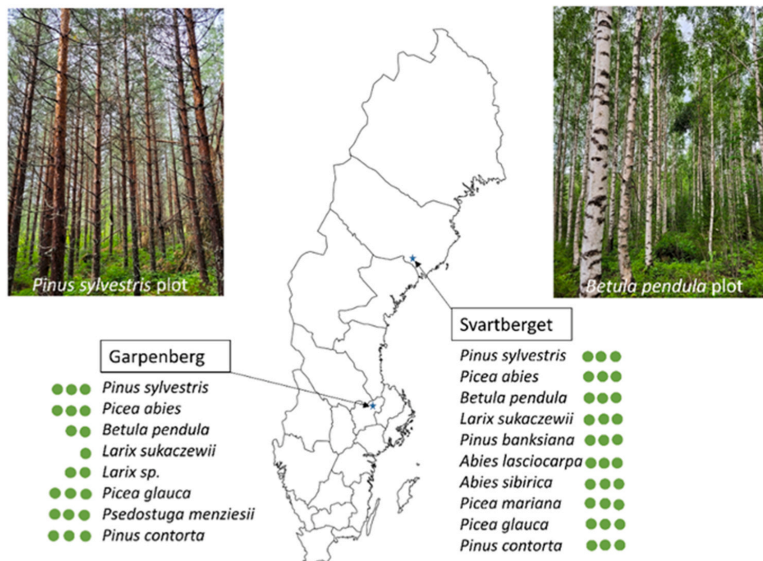 Pinus sylvestris plot
Betula pendula plot
Garpenberg
Pinus sylvestris
Picea abies
Betula pendula
Larix sukaczewii
Larix sp.
Picea glauca
Psedostuga menziesii
Pinus contorta
Svartberget
Pinus sylvestris
Picea abies
Betula pendula
Larix sukaczewii
Pinus banksiana
Abies lasciocarpa
Abies sibirica
Picea mariana
Picea glauca
Pinus contorta